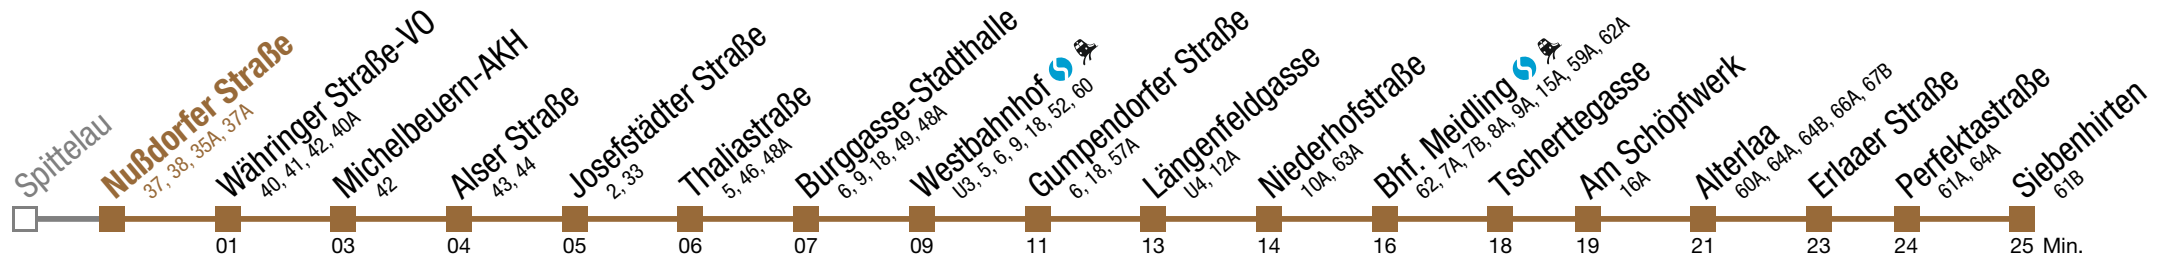 Spittelau
Nußdorfer Straße
37, 38, 35A, 37A
Währinger Straße-VO
40, 41, 42, 40A
Michelbeuern-AKH
42
Alser Straße
43, 44
Josefstädter Straße
2, 33
Thaliastraße
5, 46, 48A
Burggasse-Stadthalle
6, 9, 18, 49, 48A
Westbahnhof
U3, 5, 6, 9, 18, 52, 60
Gumpendorfer Straße
6, 18, 57A
Längenfeldgasse
U4, 12A
Niederhofstraße
10A, 63A
Bhf. Meidling
62, 7A, 7B, 8A, 9A, 15A, 59A, 62A
Tscherttegasse
Am Schöpfwerk
16A
Alterlaa
60A, 64A, 64B, 66A, 67B
Erlaaer Straße
Perfektastraße
61A, 64A
Siebenhirten
61B
01 03 04 05 06 07 09 11 13 14 16 18 19 21 23 24 25 Min.